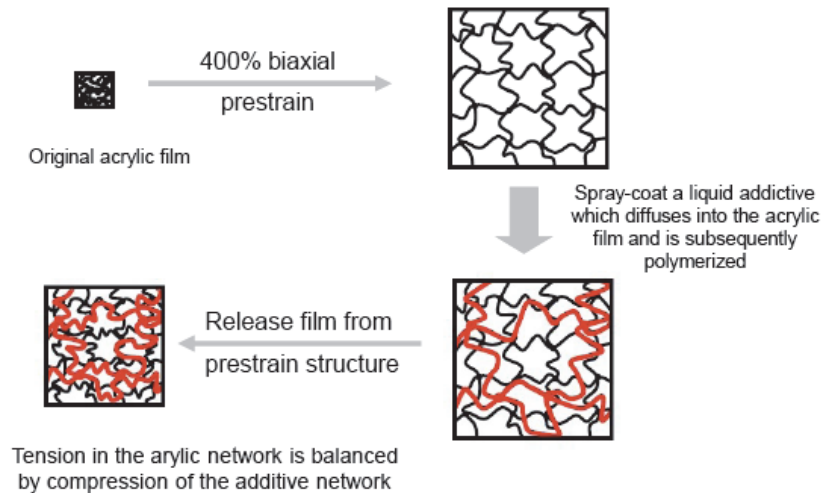 400% biaxial
prestrain
Original acrylic film
Spray-coat a liquid addictive
which diffuses into the acrylic
film and is subsequently
polymerized
Release film from
prestrain structure
Tension in the arylic network is balanced
by compression of the additive network